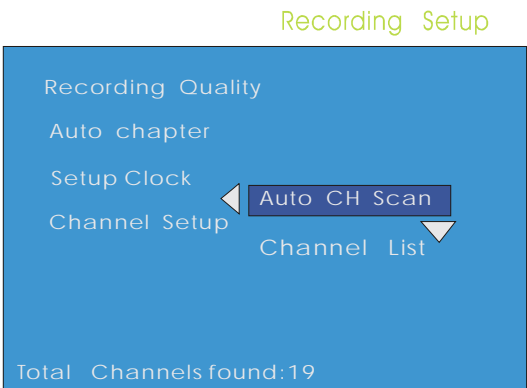 Recording Setup
Recording Quality
Auto chapter
Setup Clock
Auto CH Scan
Channel Setup
Channel List
Total Channels found:19